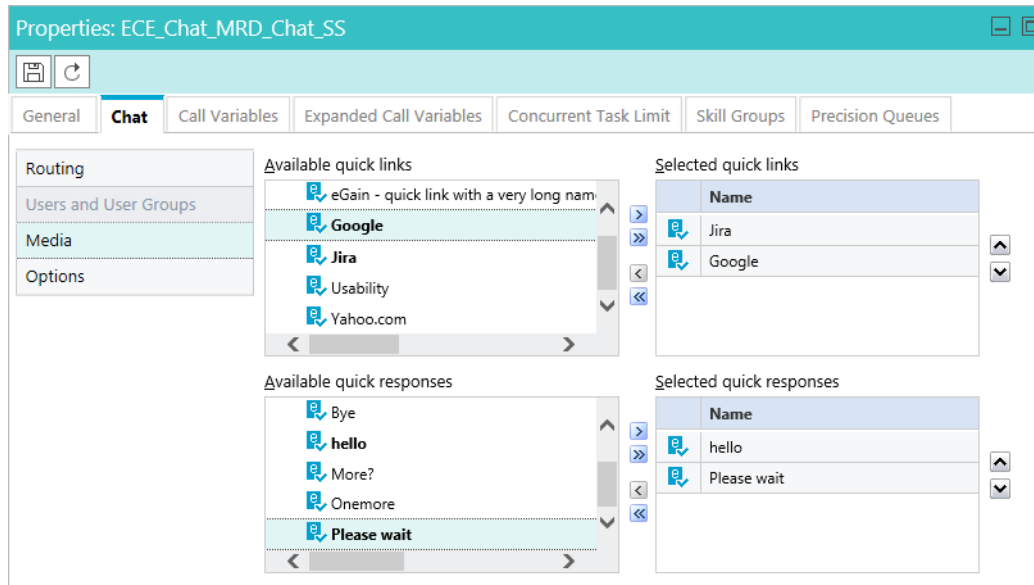 Properties: ECE_Chat_MRD_Chat_SS
General Chat Call Variables Expanded Call Variables Concurrent Task Limit Skill Groups Precision Queues
Routing
Users and User Groups
Media
Options
Available quick links
eGain - quick link with a very long nam
Google
Jira
Usability
Yahoo.com
Selected quick links
Name
Jira
Google
Available quick responses
Bye
hello
More?
Onemore
Please wait
Selected quick responses
Name
hello
Please wait